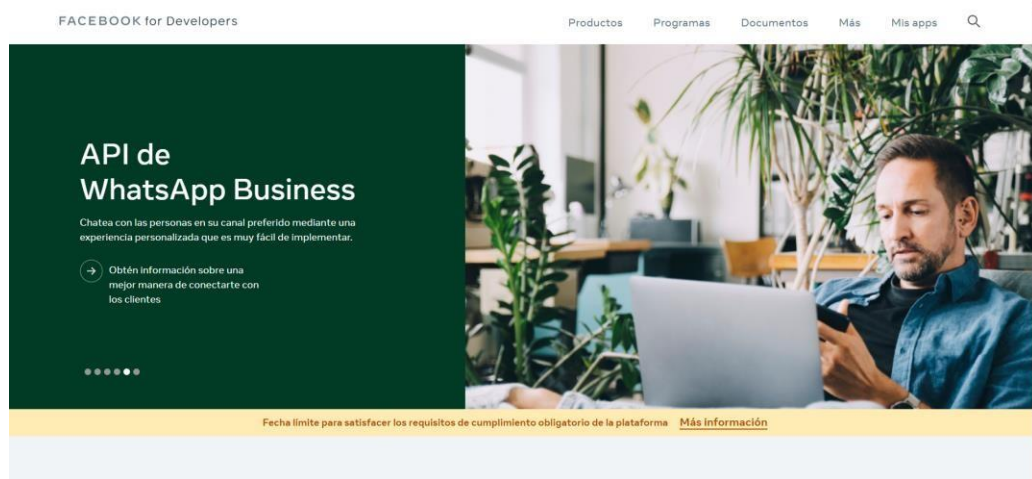 FACEBOOK for Developers
Productos Programas Documentos Más Mis apps
API de
WhatsApp Business
Chatea con las personas en su canal preferido mediante una
experiencia personalizada que es muy fácil de implementar.
Obtén información sobre una
mejor manera de conectarte con
los clientes
Fecha límite para satisfacer los requisitos de cumplimiento obligatorio de la plataforma Más información